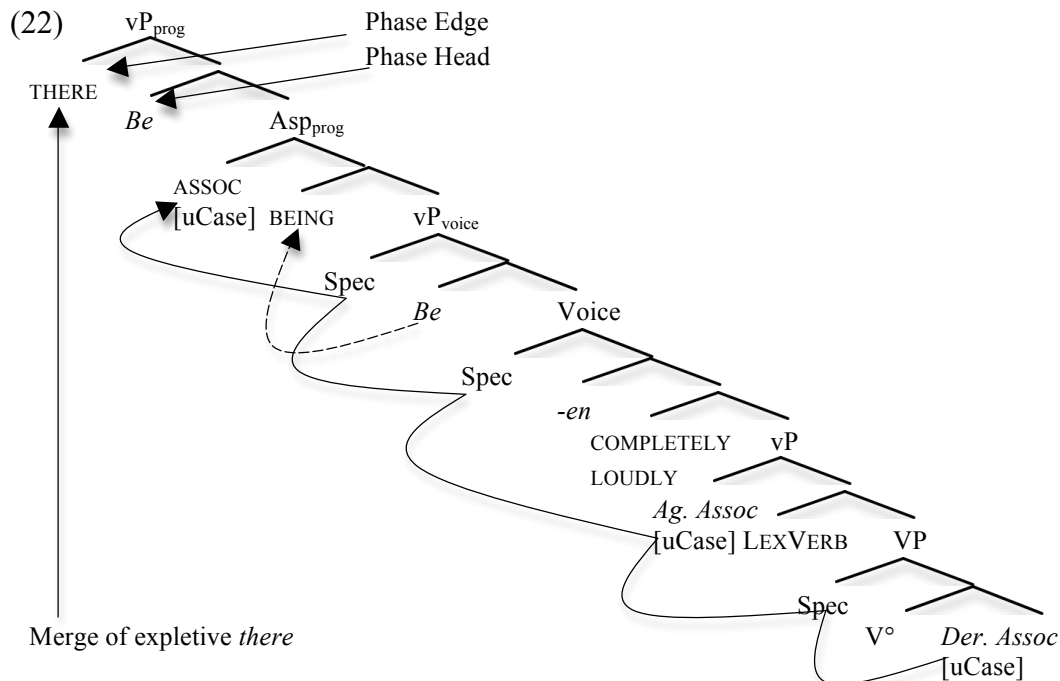 (22)
vPprog
Phase Edge
Phase Head
THERE
Be
Aspprog
ASSOC
[uCase]
BEING
vPvoice
Spec
Be
Voice
Spec
-en
COMPLETELY
LOUDLY
vP
Ag. Assoc
[uCase] LEXVERB
VP
Spec
V°
Der. Assoc
[uCase]
Merge of expletive there